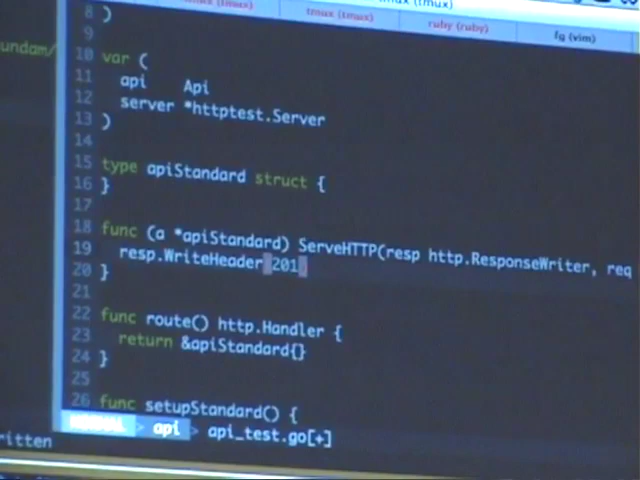 tmux (tmux)
ruby (ruby)
fg (vim)
8 )
9
10 var (
11 api Api
12 server *httptest.Server
13 )
14
15 type apiStandard struct {
16 }
17
18 func (a *apiStandard) ServeHTTP(resp http.ResponseWriter, req
19 resp.WriteHeader(201)
20 }
21
22 func route() http.Handler {
23 return &apiStandard{}
24 }
25
26 func setupStandard() {
> api > api_test.go[+]
undam/
ritten